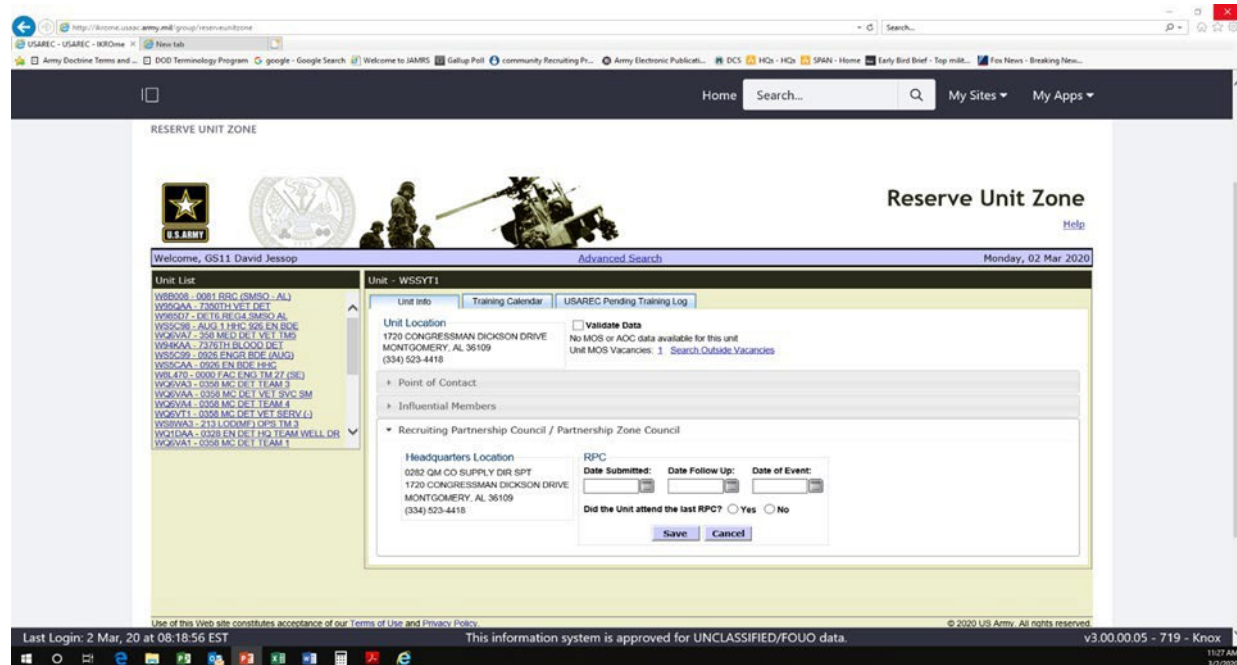 http://ikrome.usaac.army.mil/group/reserveunitzone
Search...
USAREC - USAREC - IKROme
New tab
Army Doctrine Terms and ...
DOD Terminology Program
google - Google Search
Welcome to JAMRS
Gallup Poll
community Recruiting Pr...
Army Electronic Publicati...
DCS
HQs - HQs
SPAN - Home
Early Bird Brief - Top milit...
Fox News - Breaking New...
Home
Search...
My Sites
My Apps
RESERVE UNIT ZONE
U.S.ARMY
Reserve Unit Zone
Help
Welcome, GS11 David Jessop
Advanced Search
Monday, 02 Mar 2020
Unit List
W8B008 - 0081 RRC (SMSO - AL)
W95QAA - 7350TH VET DET
W985D7 - DET6,REG4,SMSO AL
WS5C98 - AUG 1 HHC 926 EN BDE
WQ6VA7 - 358 MED DET VET TM5
W94KAA - 7376TH BLOOD DET
WS5C99 - 0926 ENGR BDE (AUG)
WS5CAA - 0926 EN BDE HHC
W8L470 - 0000 FAC ENG TM 27 (SE)
WQ6VA3 - 0358 MC DET TEAM 3
WQ6VAA - 0358 MC DET VET SVC SM
WQ6VA4 - 0358 MC DET TEAM 4
WQ6VT1 - 0358 MC DET VET SERV (-)
WS8WA3 - 213 LOD(MF) OPS TM 3
WQ1DAA - 0328 EN DET HQ TEAM WELL DR
WQ6VA1 - 0358 MC DET TEAM 1
Unit - WSSYT1
Unit Info
Training Calendar
USAREC Pending Training Log
Unit Location
1720 CONGRESSMAN DICKSON DRIVE
MONTGOMERY, AL 36109
(334) 523-4418
Validate Data
No MOS or AOC data available for this unit
Unit MOS Vacancies: 1 Search Outside Vacancies
Point of Contact
Influential Members
Recruiting Partnership Council / Partnership Zone Council
Headquarters Location
0282 QM CO SUPPLY DIR SPT
1720 CONGRESSMAN DICKSON DRIVE
MONTGOMERY, AL 36109
(334) 523-4418
RPC
Date Submitted: Date Follow Up: Date of Event:
Did the Unit attend the last RPC? Yes No
Save Cancel
Use of this Web site constitutes acceptance of our Terms of Use and Privacy Policy.
© 2020 US Army. All rights reserved.
Last Login: 2 Mar, 20 at 08:18:56 EST
This information system is approved for UNCLASSIFIED/FOUO data.
v3.00.00.05 - 719 - Knox
11:27 AM
3/2/2020